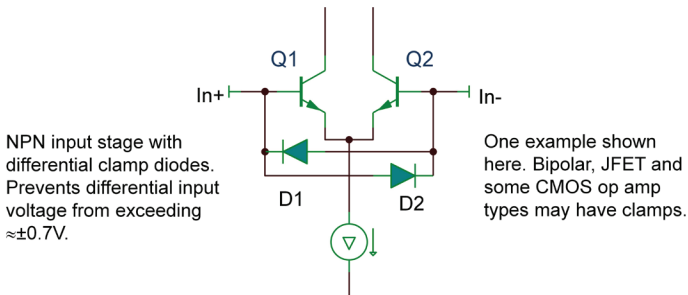 Q1
Q2
In+
In-
NPN input stage with
differential clamp diodes.
Prevents differential input
voltage from exceeding
≈±0.7V.
One example shown
here. Bipolar, JFET and
some CMOS op amp
types may have clamps.
D1
D2